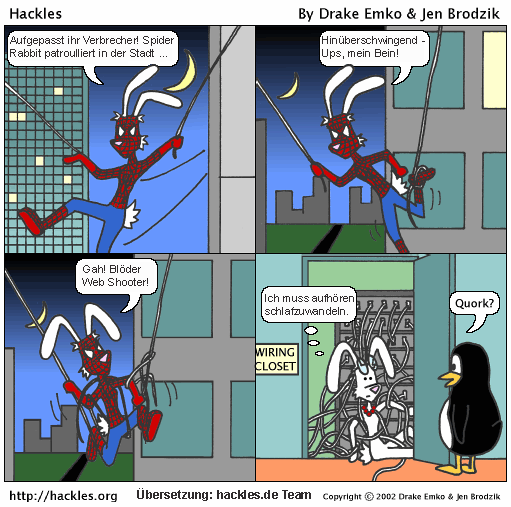 Hackles
By Drake Emko & Jen Brodzik
Aufgepasst ihr Verbrecher! Spider
Rabbit patroulliert in der Stadt ...
Hinüberschwingend -
Ups, mein Bein!
Gah! Blöder
Web Shooter!
Ich muss aufhören
schlafzuwandeln.
Quork?
WIRING
CLOSET
http://hackles.org
Übersetzung: hackles.de Team
Copyright © 2002 Drake Emko & Jen Brodzik